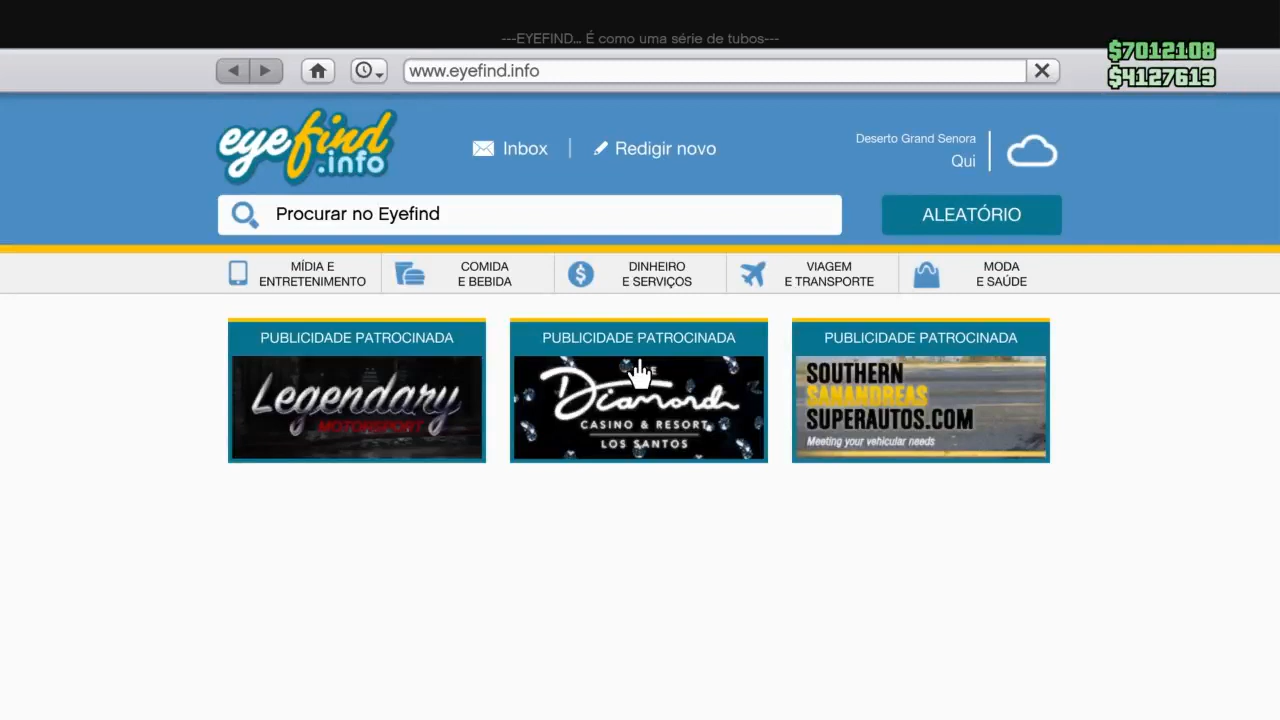 ---EYEFIND... É como uma série de tubos---
$7012108
$4127613
www.eyefind.info
eyefind
.info
Inbox
Redigir novo
Deserto Grand Senora
Qui
Procurar no Eyefind
ALEATÓRIO
MÍDIA E
ENTRETENIMENTO
COMIDA
E BEBIDA
DINHEIRO
E SERVIÇOS
VIAGEM
E TRANSPORTE
MODA
E SAÚDE
PUBLICIDADE PATROCINADA
Legendary
MOTORSPORT
PUBLICIDADE PATROCINADA
Diamond
CASINO & RESORT
LOS SANTOS
PUBLICIDADE PATROCINADA
SOUTHERN
SANANDREAS
SUPERAUTOS.COM
Meeting your vehicular needs